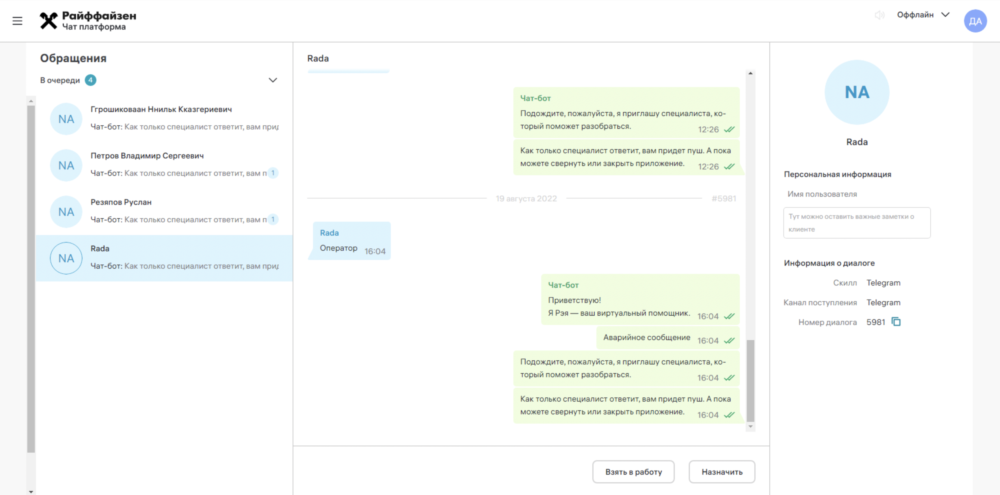 Райффайзен
Чат платформа
Оффлайн
ДА
Обращения
В очереди 4
NA
Ггрошиковаан Ннильк Кказгериевич
Чат-бот: Как только специалист ответит, вам прид
NA
Петров Владимир Сергеевич
Чат-бот: Как только специалист ответит, вам п 1
NA
Резяпов Руслан
Чат-бот: Как только специалист ответит, вам п 1
NA
Rada
Чат-бот: Как только специалист ответит, вам прид
Rada
Чат-бот
Подождите, пожалуйста, я приглашу специалиста, ко-
торый поможет разобраться. 12:26
Как только специалист ответит, вам придет пуш. А пока
можете свернуть или закрыть приложение. 12:26
19 августа 2022 #5981
Rada
Оператор 16:04
Чат-бот
Приветствую!
Я Рэя — ваш виртуальный помощник. 16:04
Аварийное сообщение 16:04
Подождите, пожалуйста, я приглашу специалиста, ко-
торый поможет разобраться. 16:04
Как только специалист ответит, вам придет пуш. А пока
можете свернуть или закрыть приложение. 16:04
Взять в работу Назначить
NA
Rada
Персональная информация
Имя пользователя
Тут можно оставить важные заметки о
клиенте
Информация о диалоге
Скилл Telegram
Канал поступления Telegram
Номер диалога 5981